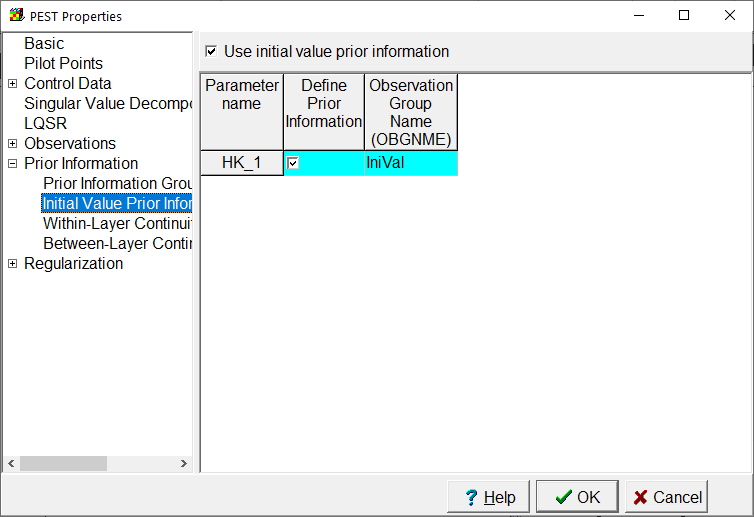 PEST Properties
Basic
Pilot Points
Control Data
Singular Value Decompo
LQSR
Observations
Prior Information
Prior Information Grou
Initial Value Prior Infor
Within-Layer Continui
Between-Layer Conti
Regularization
Use initial value prior information
Parameter
name
Define
Prior
Information
Observation
Group
Name
(OBGNME)
HK_1
IniVal
Help
OK
Cancel